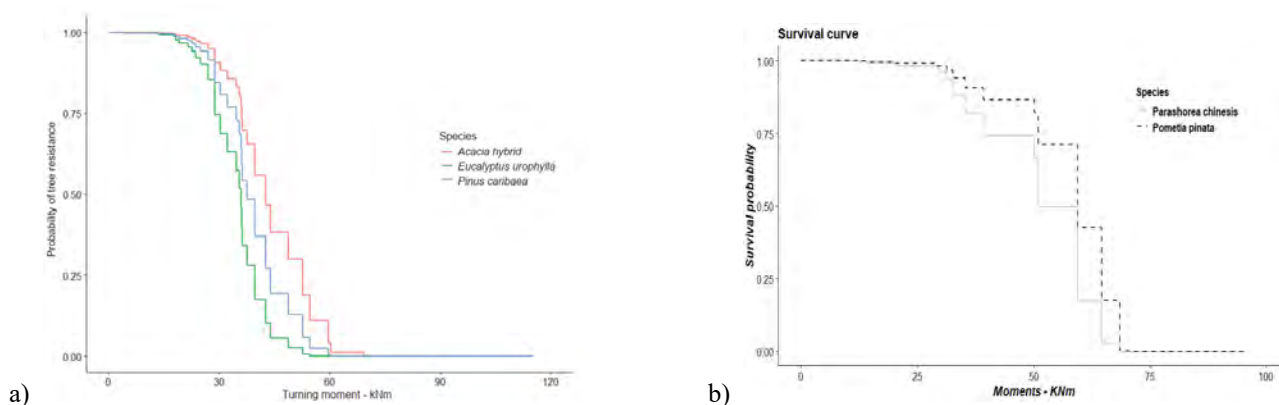 a)
Probability of tree resistance
1.00
0.75
0.50
0.25
0.00
0
30
60
90
120
Turning moment - kNm
Species
Acacia hybrid
Eucalyptus urophylla
Pinus caribaea
b)
Survival curve
Survival probability
1.00
0.75
0.50
0.25
0.00
0
25
50
75
100
Moments - KNm
Species
Parashorea chinesis
Pometia pinata